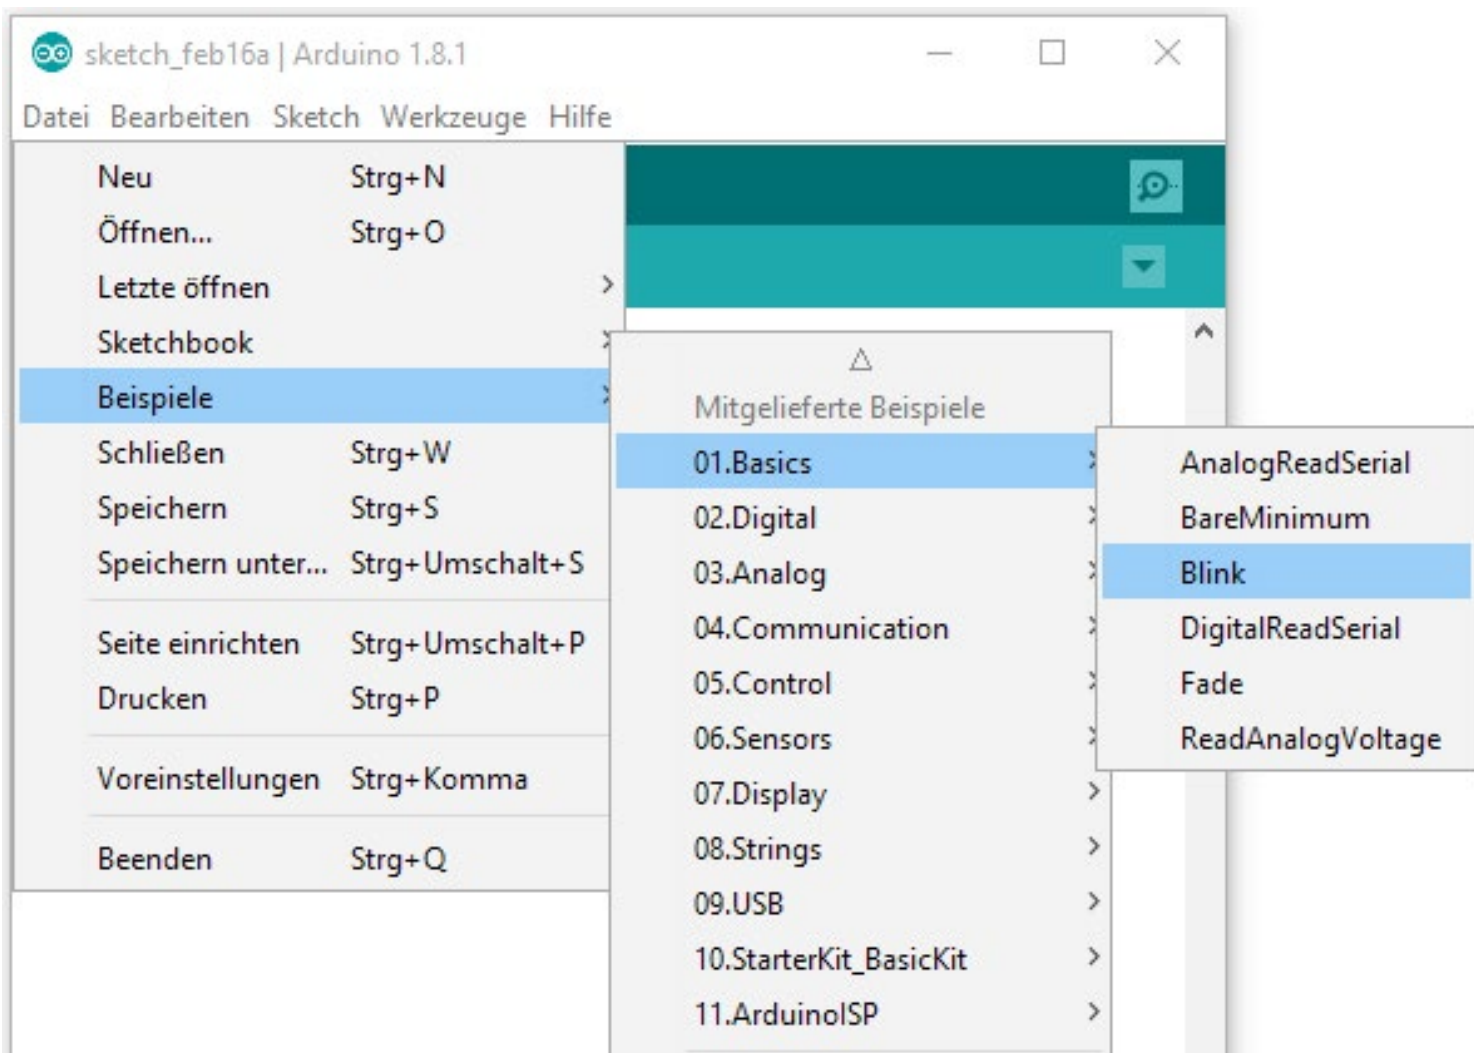 sketch_feb16a | Arduino 1.8.1
Datei Bearbeiten Sketch Werkzeuge Hilfe
Neu Strg+N
Öffnen... Strg+O
Letzte öffnen
Sketchbook
Beispiele
Schließen Strg+W
Speichern Strg+S
Speichern unter... Strg+Umschalt+S
Seite einrichten Strg+Umschalt+P
Drucken Strg+P
Voreinstellungen Strg+Komma
Beenden Strg+Q
Mitgelieferte Beispiele
01.Basics
02.Digital
03.Analog
04.Communication
05.Control
06.Sensors
07.Display
08.Strings
09.USB
10.StarterKit_BasicKit
11.ArduinoISP
AnalogReadSerial
BareMinimum
Blink
DigitalReadSerial
Fade
ReadAnalogVoltage